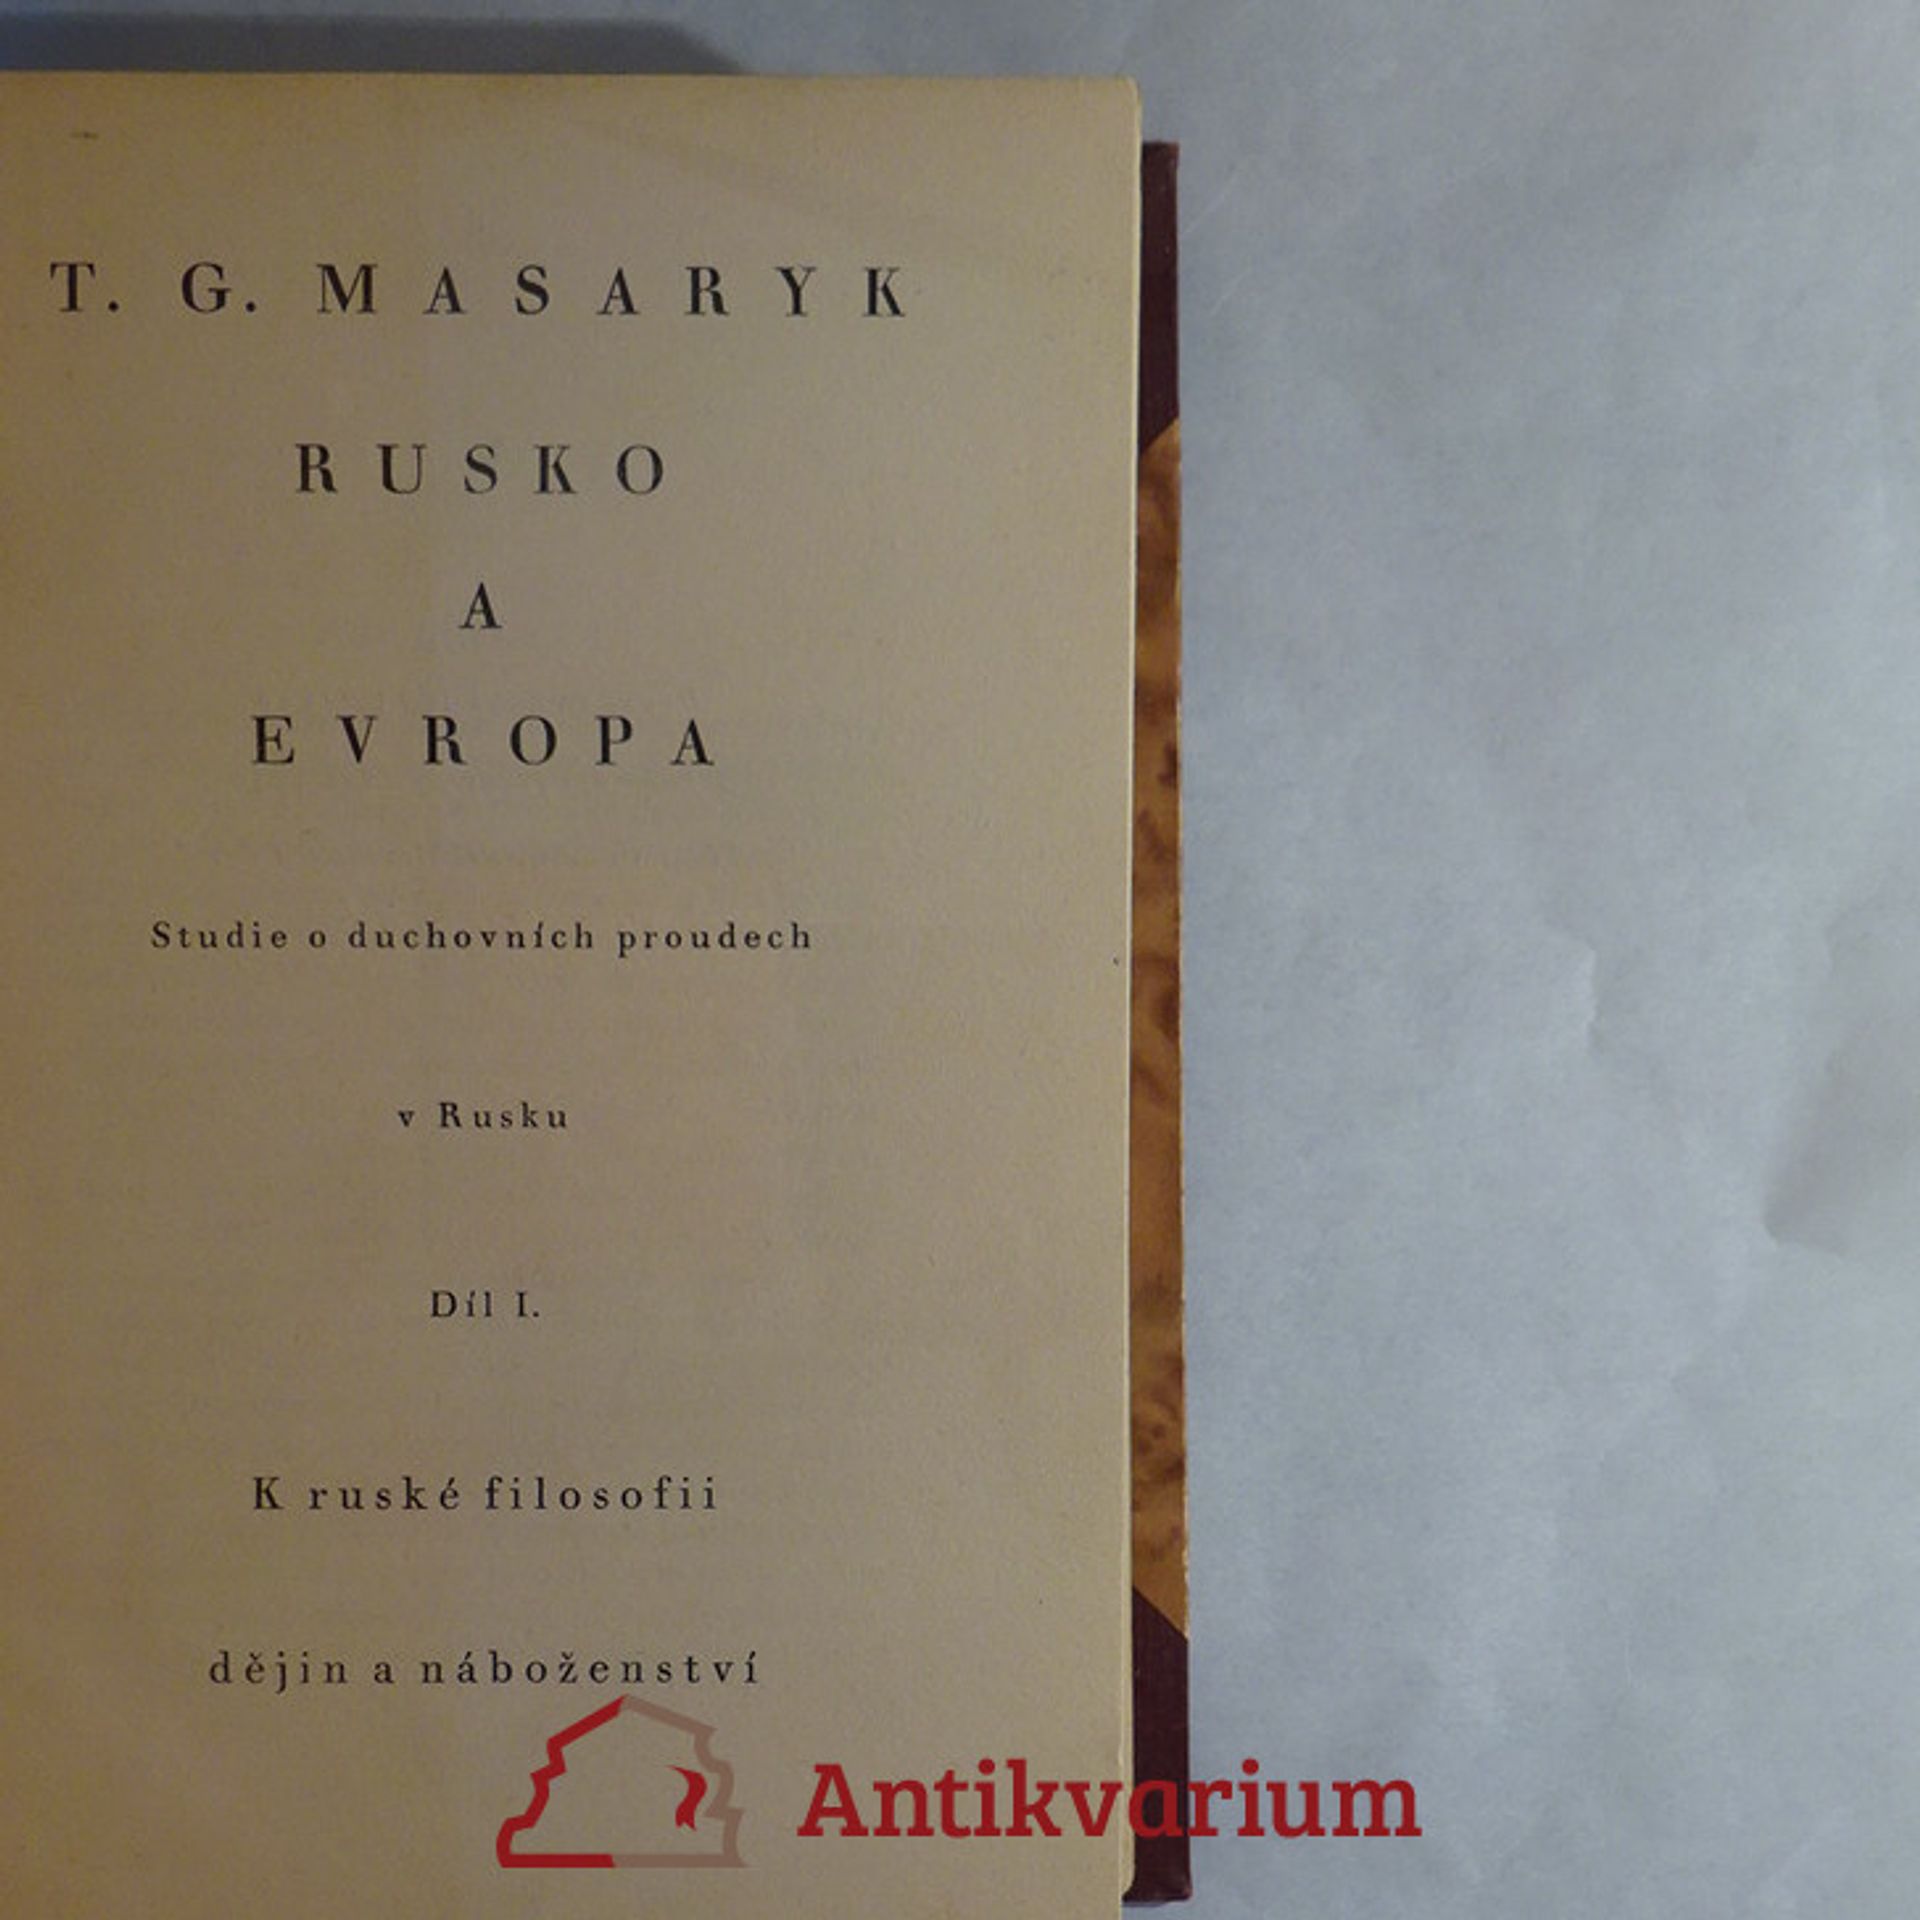 T. G. MASARYK
RUSKO
A
EVROPA
Studie o duchovních proudech
v Rusku
Díl I.
K ruské filosofii
dějin a náboženství
Antikvarium